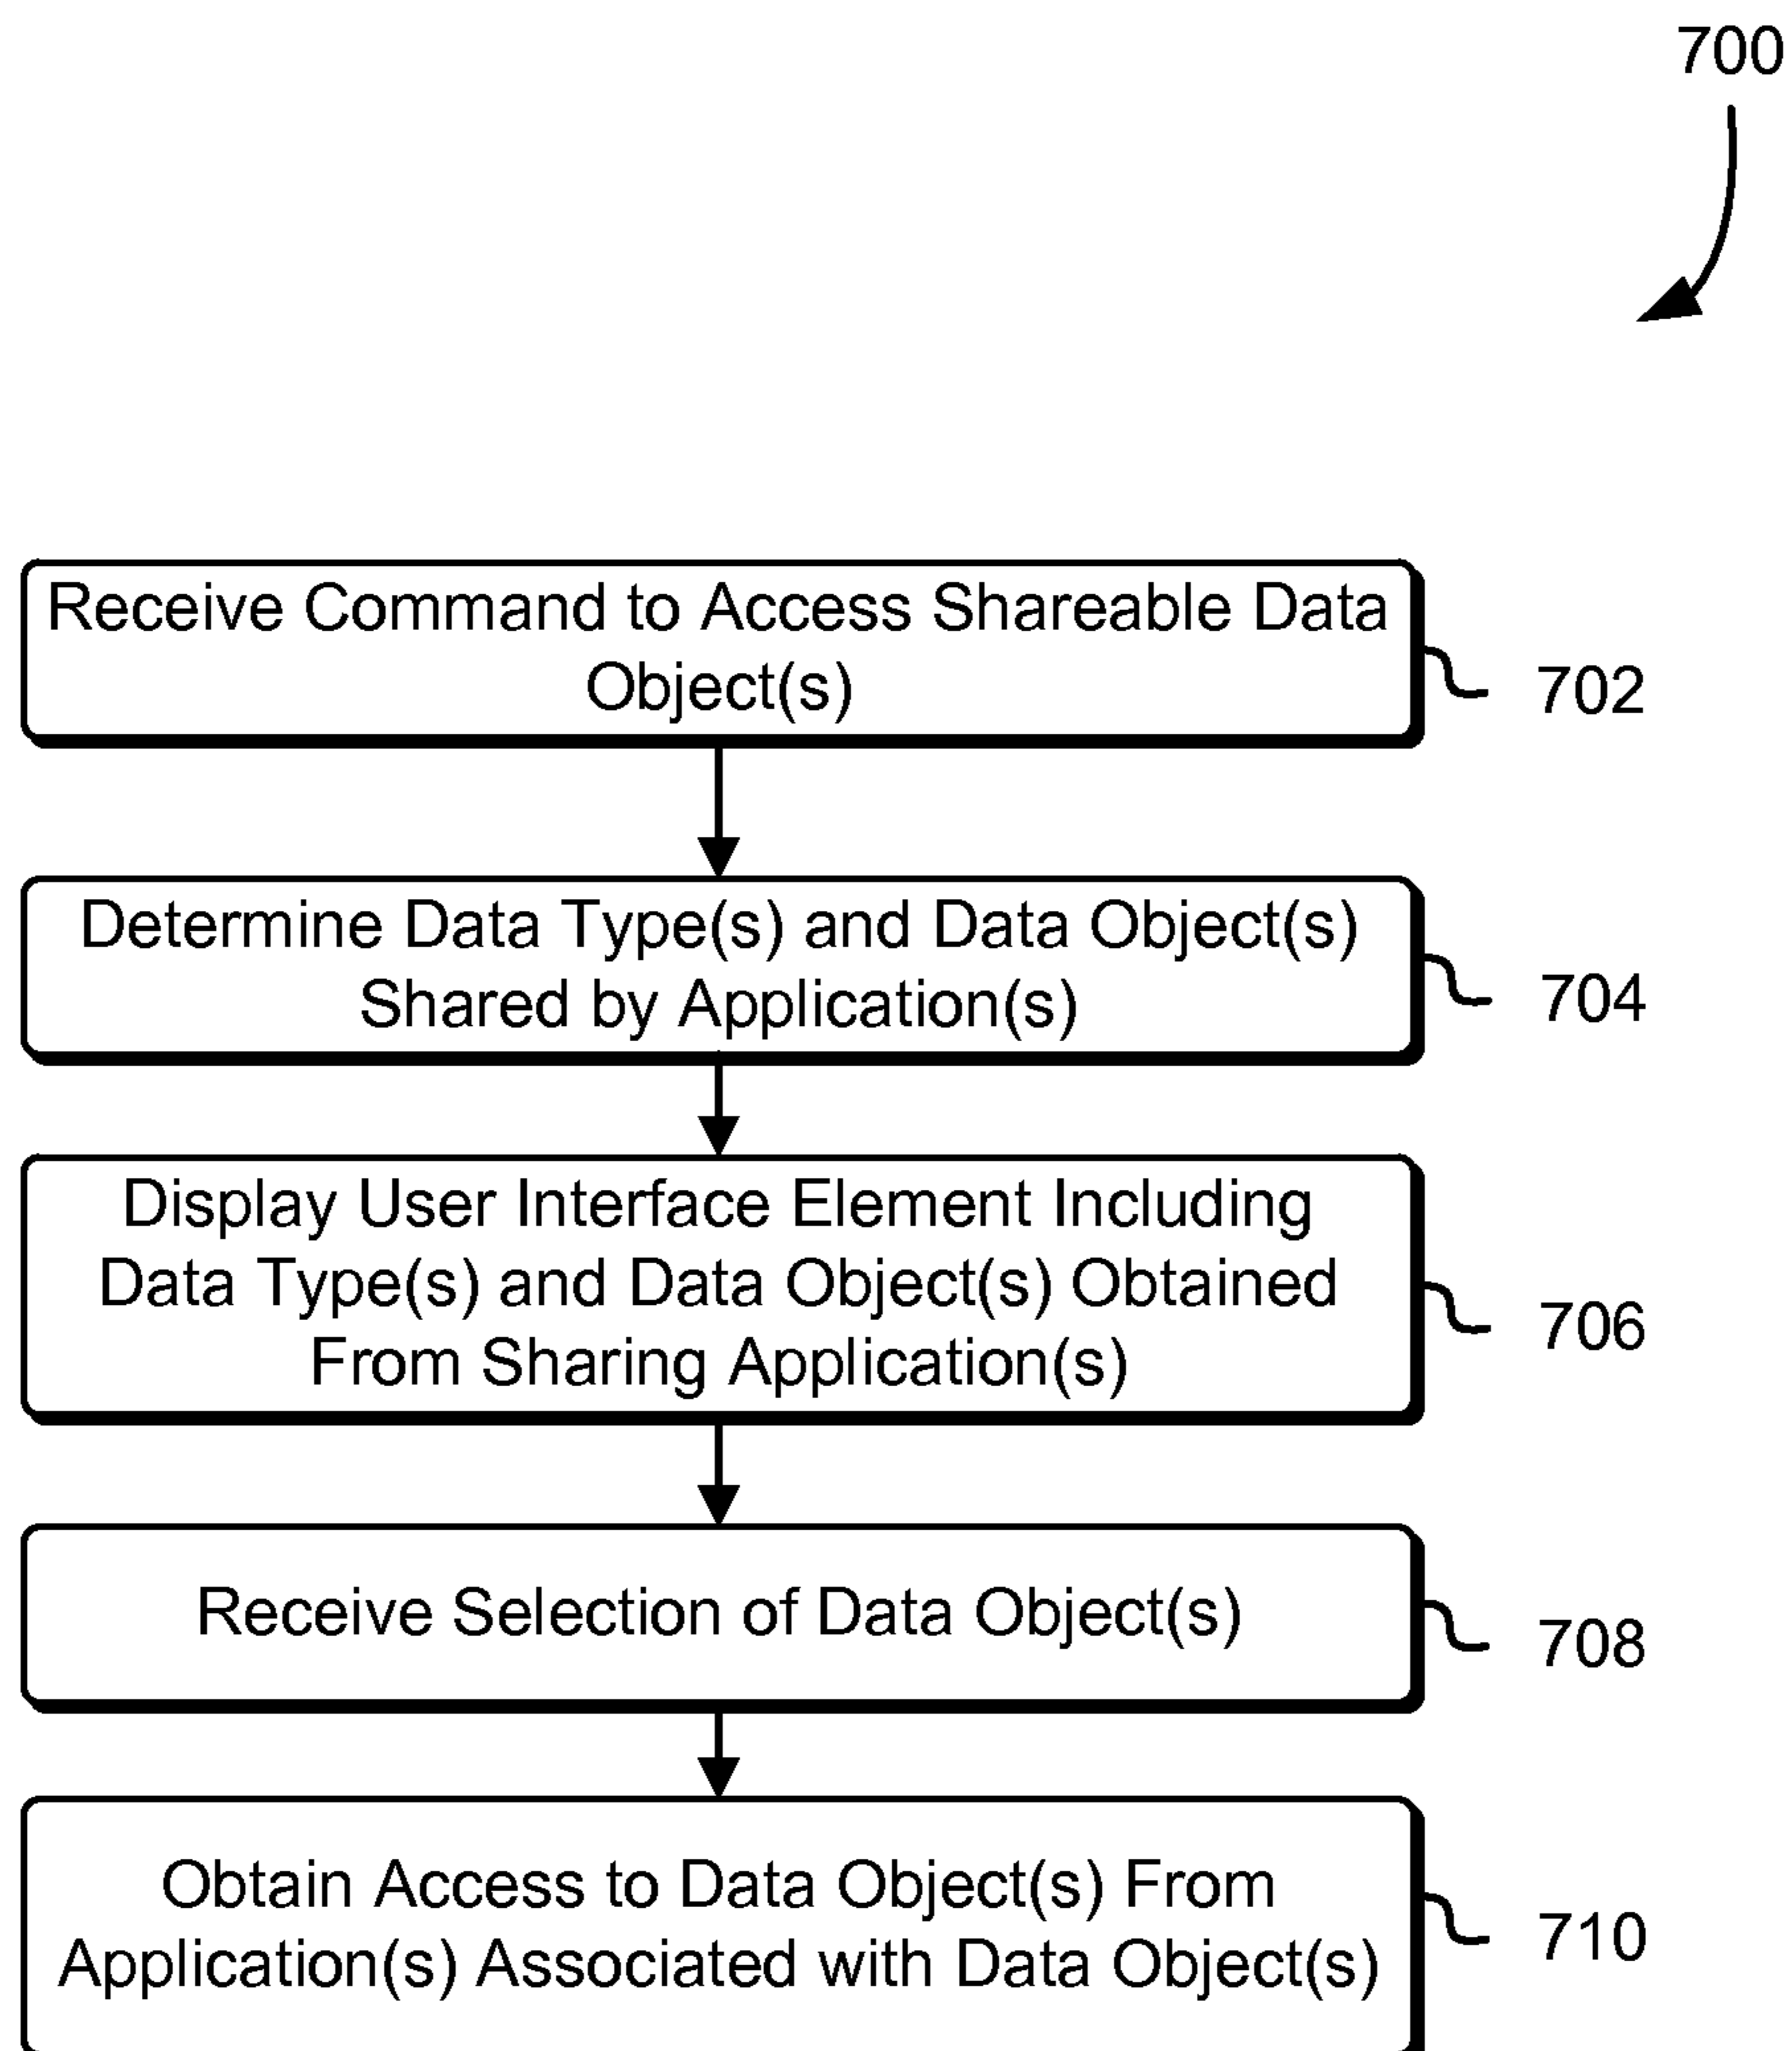 700
Receive Command to Access Shareable Data
Object(s)
702
Determine Data Type(s) and Data Object(s)
Shared by Application(s)
704
Display User Interface Element Including
Data Type(s) and Data Object(s) Obtained
From Sharing Application(s)
706
Receive Selection of Data Object(s)
708
Obtain Access to Data Object(s) From
Application(s) Associated with Data Object(s)
710